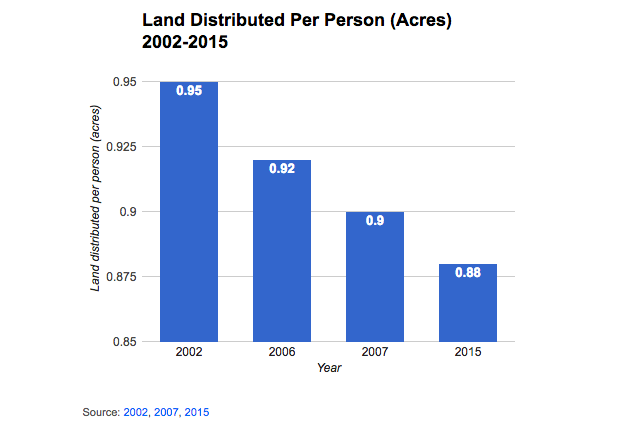 Land Distributed Per Person (Acres)
2002-2015
Land distributed per person (acres)
0.95
0.925
0.9
0.875
0.85
0.95
0.92
0.9
0.88
2002 2006 2007 2015
Year
Source: 2002, 2007, 2015